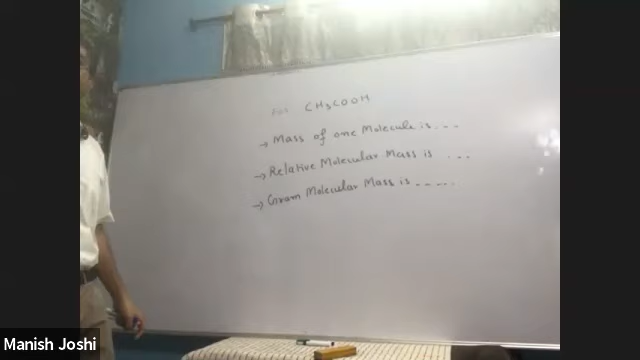 For CH3COOH
→ Mass of one Molecule is...
→ Relative Molecular Mass is ...
→ Gram Molecular Mass is .....
Manish Joshi